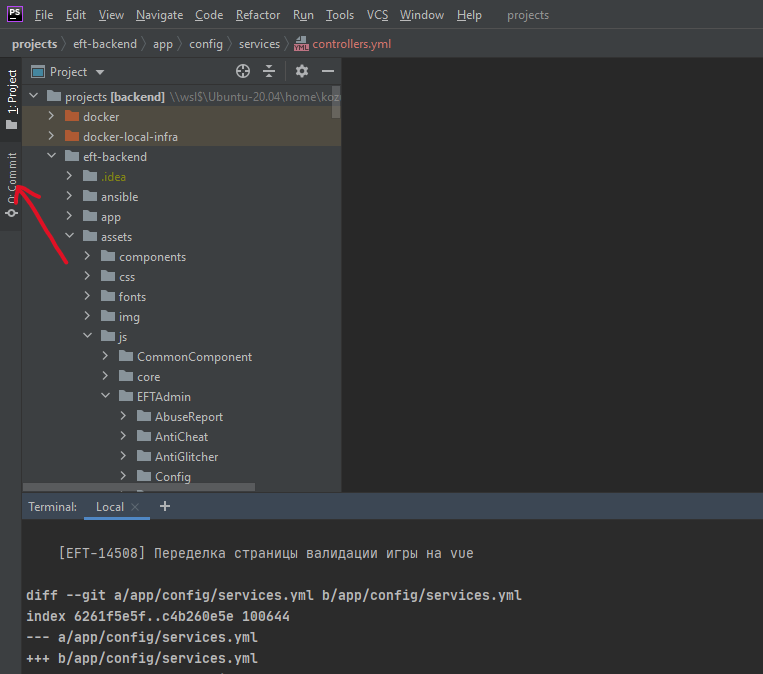 PS File Edit View Navigate Code Refactor Run Tools VCS Window Help projects
projects eft-backend app config services YML controllers.yml
1: Project
0: Commit
Project
projects [backend] \\wsl$\Ubuntu-20.04\home\koz
docker
docker-local-infra
eft-backend
.idea
ansible
app
assets
components
css
fonts
img
js
CommonComponent
core
EFTAdmin
AbuseReport
AntiCheat
AntiGlitcher
Config
Terminal: Local × +
[EFT-14508] Переделка страницы валидации игры на vue
diff --git a/app/config/services.yml b/app/config/services.yml
index 6261f5e5f..c4b260e5e 100644
--- a/app/config/services.yml
+++ b/app/config/services.yml